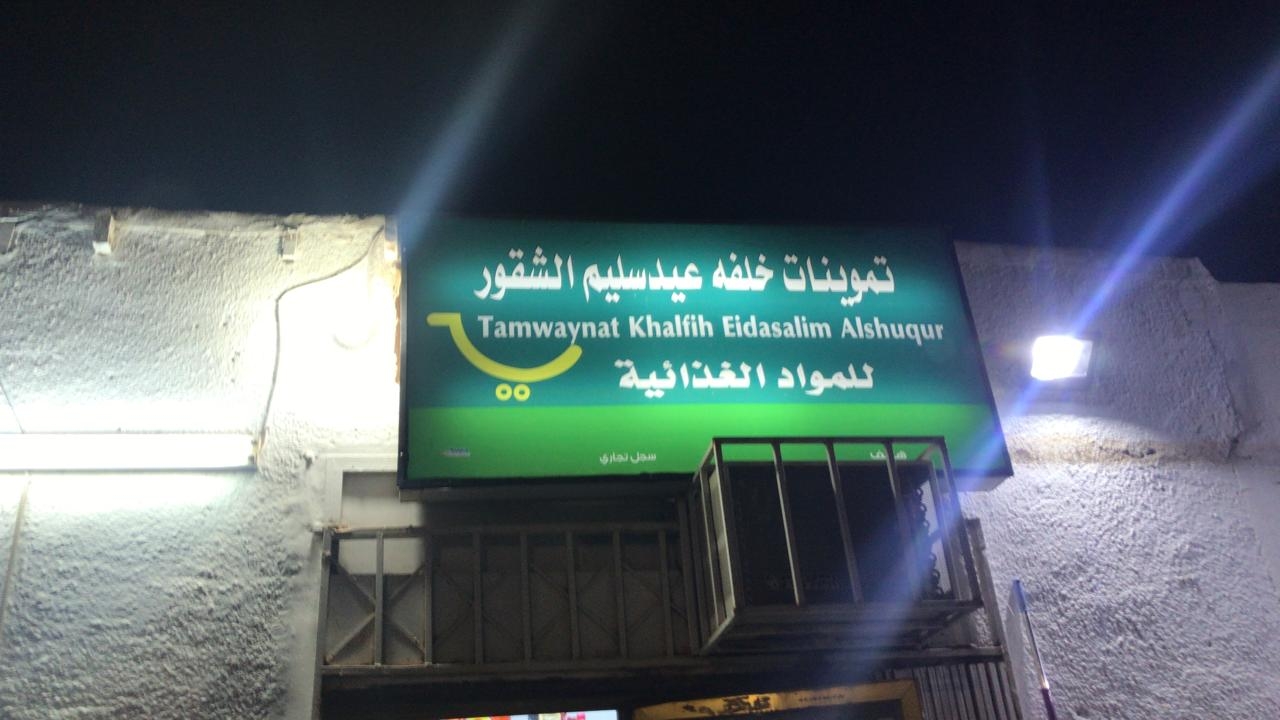 تموينات خلفه عيدسليم الشقور
Tamwaynat Khalfih Eidasalim Alshuqur
للمواد الغذائية
سجل تجاري